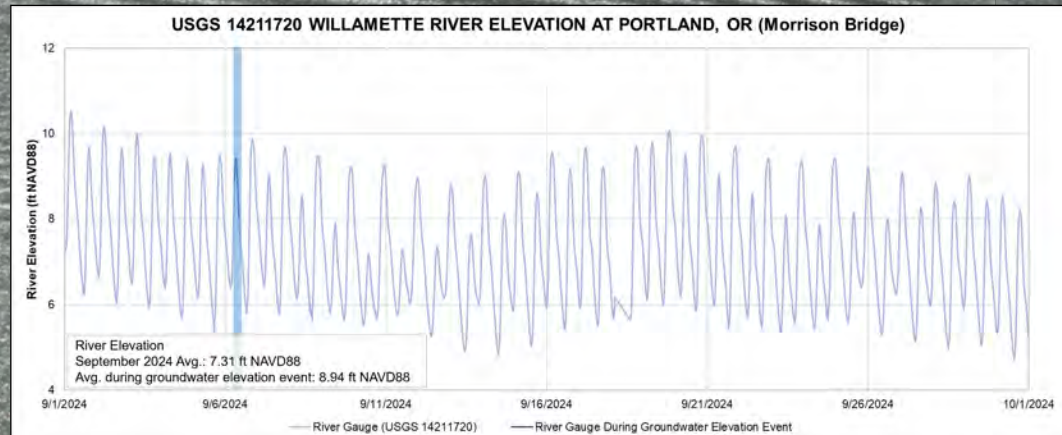 USGS 14211720 WILLAMETTE RIVER ELEVATION AT PORTLAND, OR (Morrison Bridge)
12
10
8
6
4
River Elevation (ft NAVD88)
River Elevation
September 2024 Avg.: 7.31 ft NAVD88
Avg. during groundwater elevation event: 8.94 ft NAVD88
9/1/2024 9/6/2024 9/11/2024 9/16/2024 9/21/2024 9/26/2024 10/1/2024
River Gauge (USGS 14211720) River Gauge During Groundwater Elevation Event